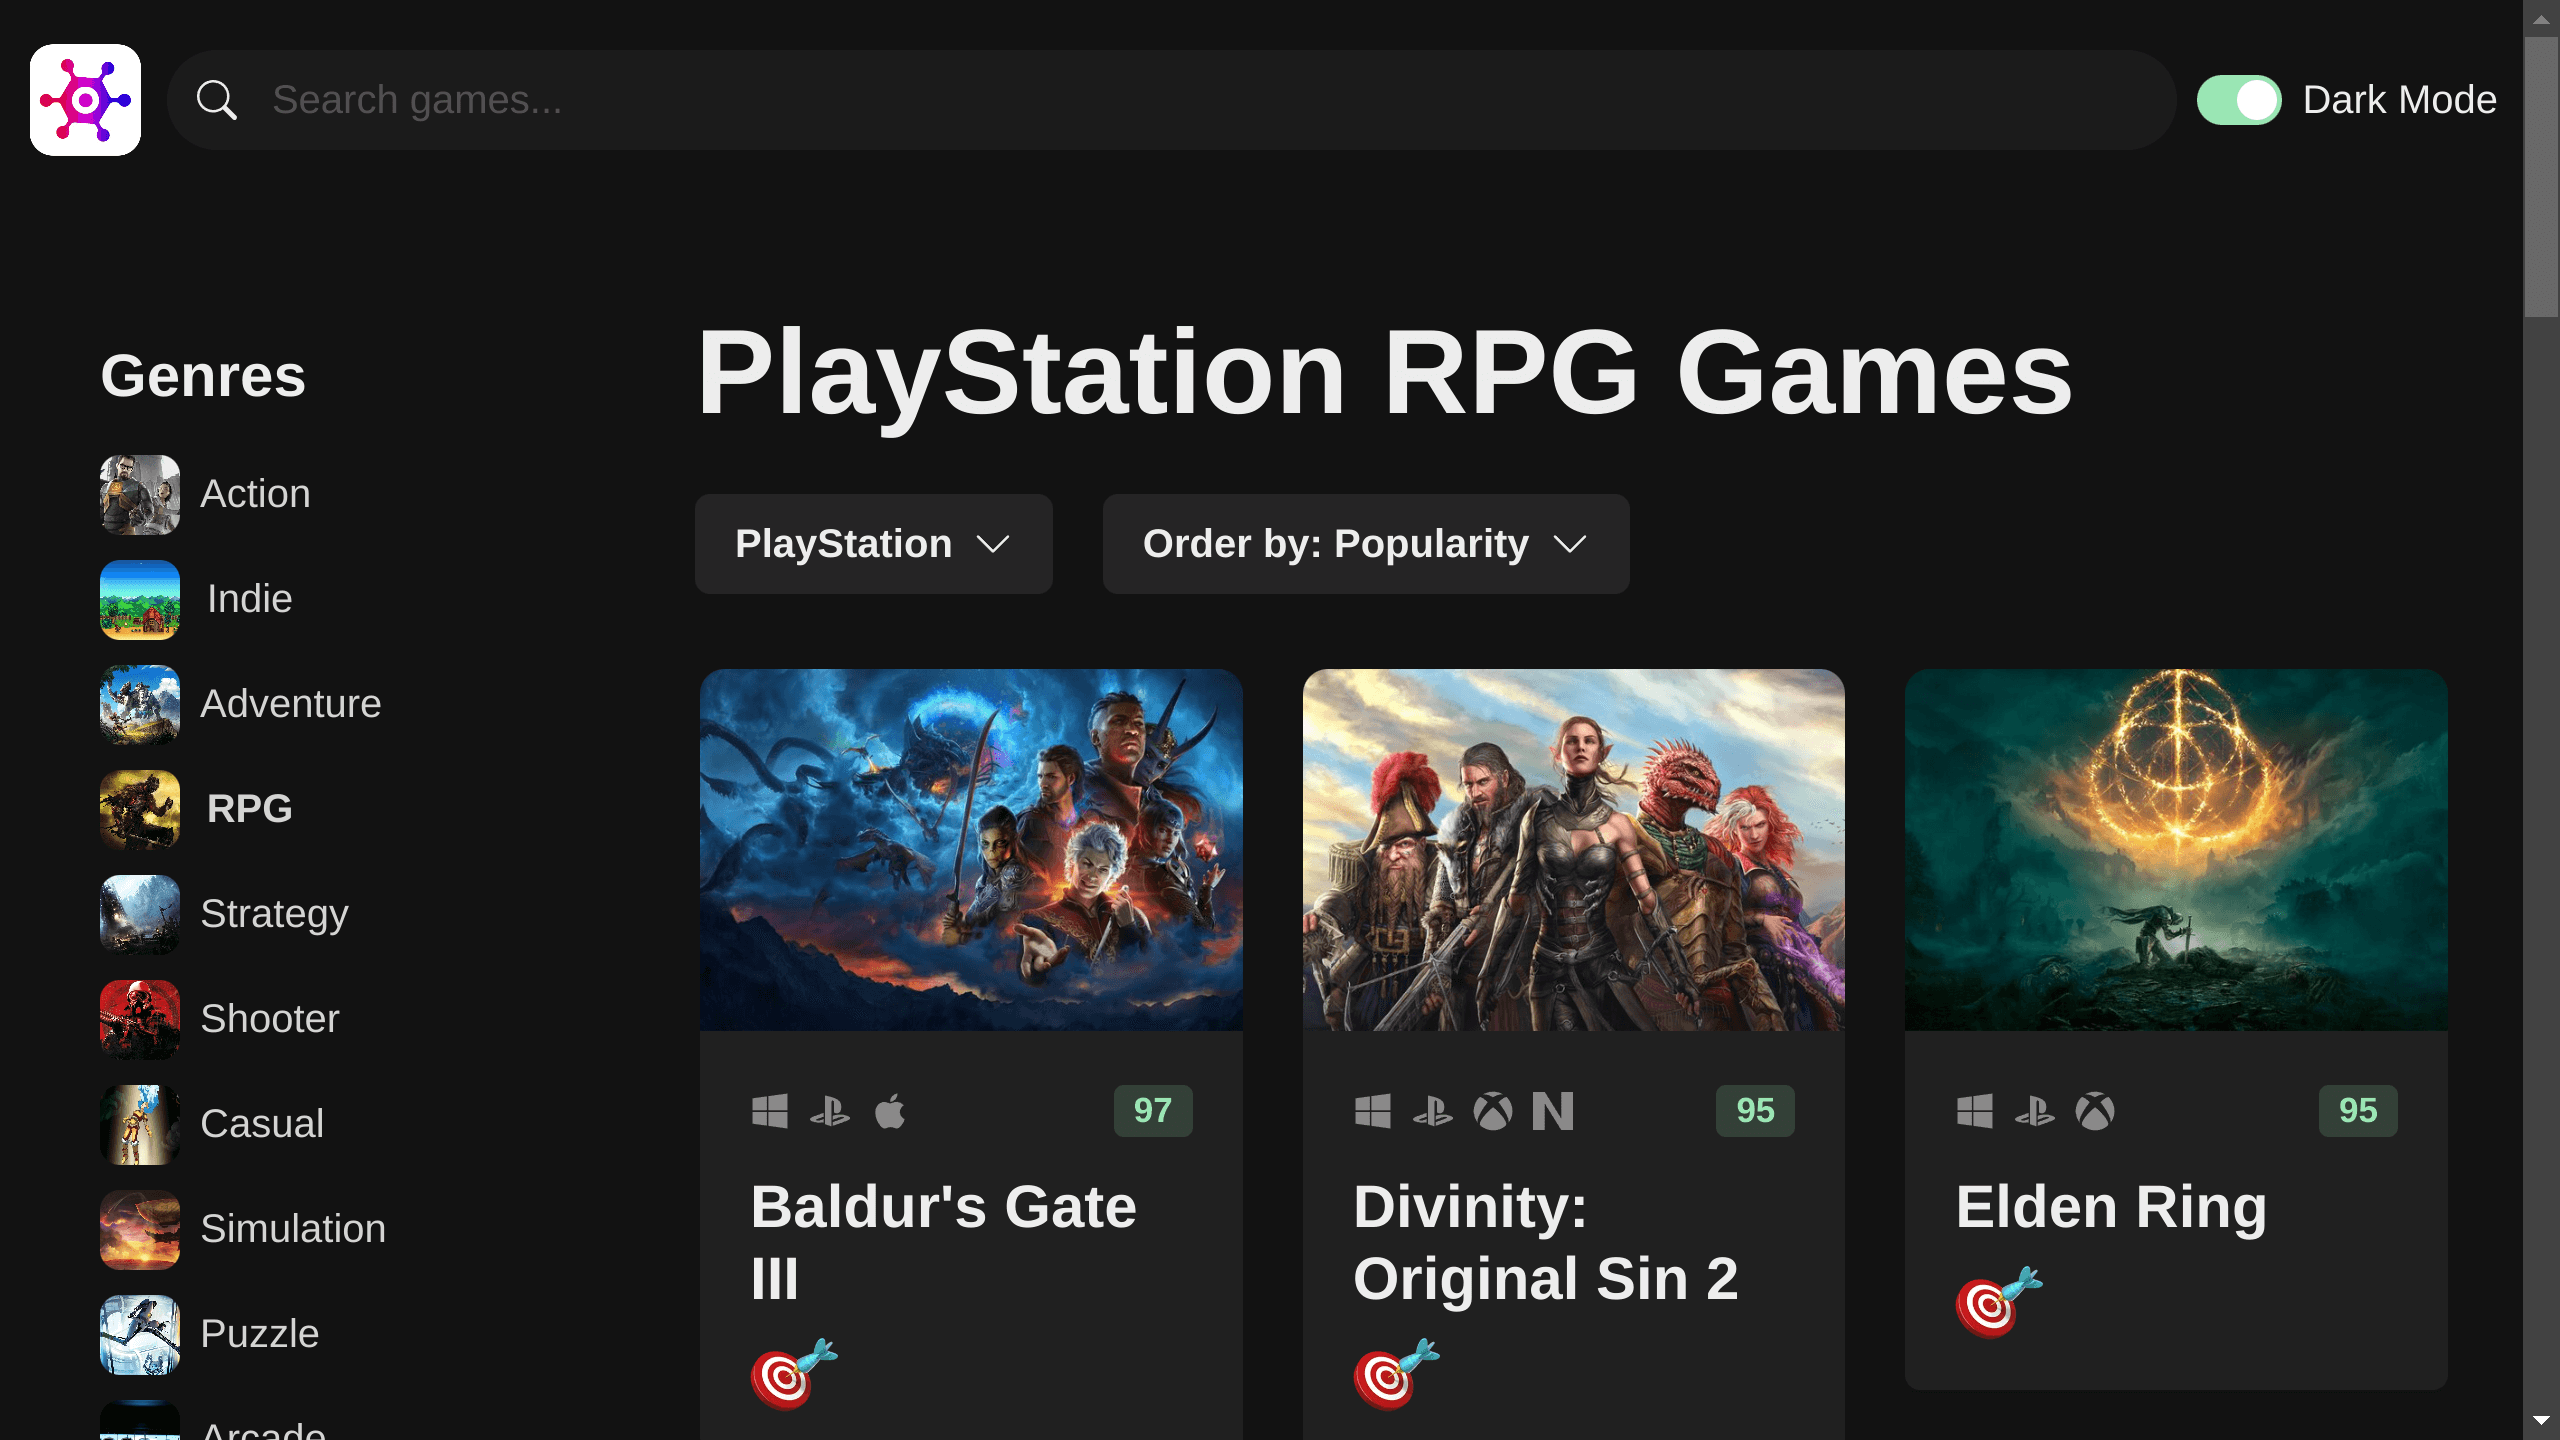 Search games...
Dark Mode
Genres
Action
Indie
Adventure
RPG
Strategy
Shooter
Casual
Simulation
Puzzle
Arcade
PlayStation RPG Games
PlayStation
Order by: Popularity
97
Baldur's Gate
III
95
Divinity:
Original Sin 2
95
Elden Ring